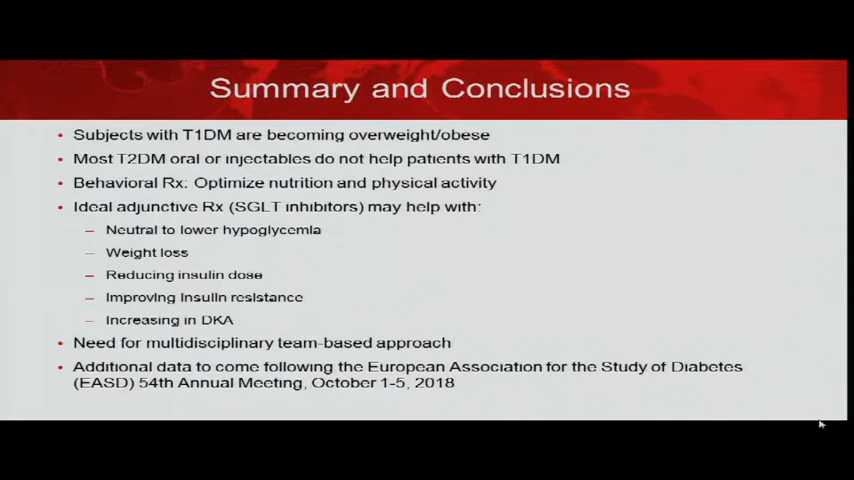 Summary and Conclusions
• Subjects with T1DM are becoming overweight/obese
• Most T2DM oral or injectables do not help patients with T1DM
• Behavioral Rx: Optimize nutrition and physical activity
• Ideal adjunctive Rx (SGLT inhibitors) may help with:
– Neutral to lower hypoglycemia
– Weight loss
– Reducing insulin dose
– Improving insulin resistance
– Increasing in DKA
• Need for multidisciplinary team-based approach
• Additional data to come following the European Association for the Study of Diabetes
(EASD) 54th Annual Meeting, October 1-5, 2018